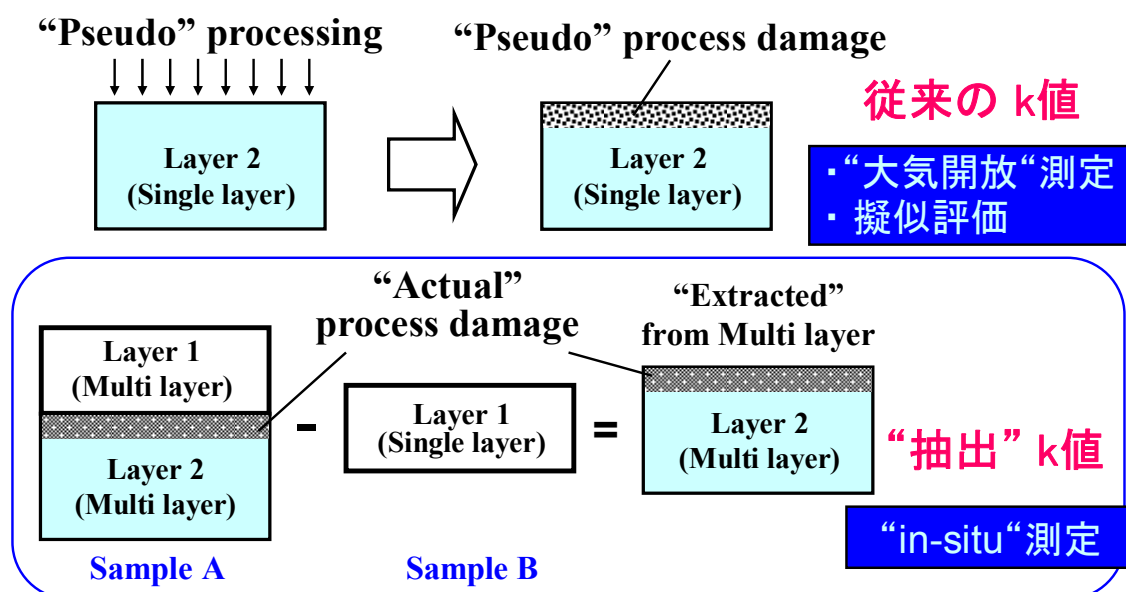 “Pseudo” processing
“Pseudo” process damage
Layer 2
(Single layer)
Layer 2
(Single layer)
従来の k値
・“大気開放“測定
・ 擬似評価
“Actual”
process damage
“Extracted”
from Multi layer
Layer 1
(Multi layer)
Layer 2
(Multi layer)
-
Layer 1
(Single layer)
=
Layer 2
(Multi layer)
“抽出” k値
“in-situ“測定
Sample A
Sample B